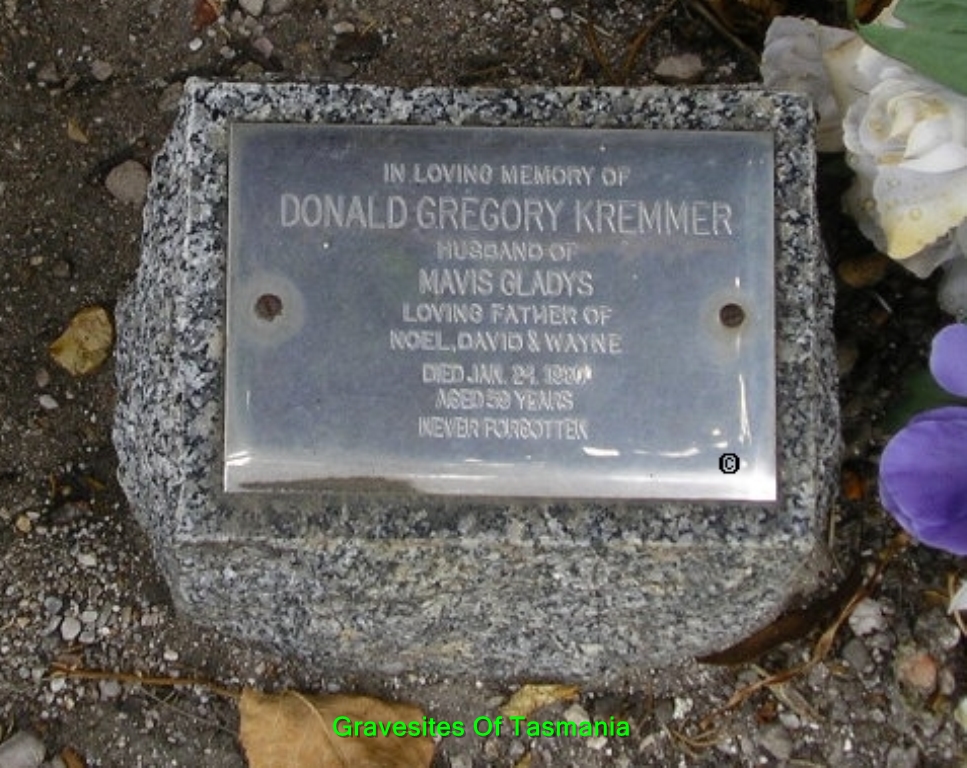 IN LOVING MEMORY OF
DONALD GREGORY KREMMER
HUSBAND OF
MAVIS GLADYS
LOVING FATHER OF
NOEL, DAVID & WAYNE
DIED JAN. 24.
AGED 59 YEARS
NEVER FORGOTTEN
©
Gravesites Of Tasmania